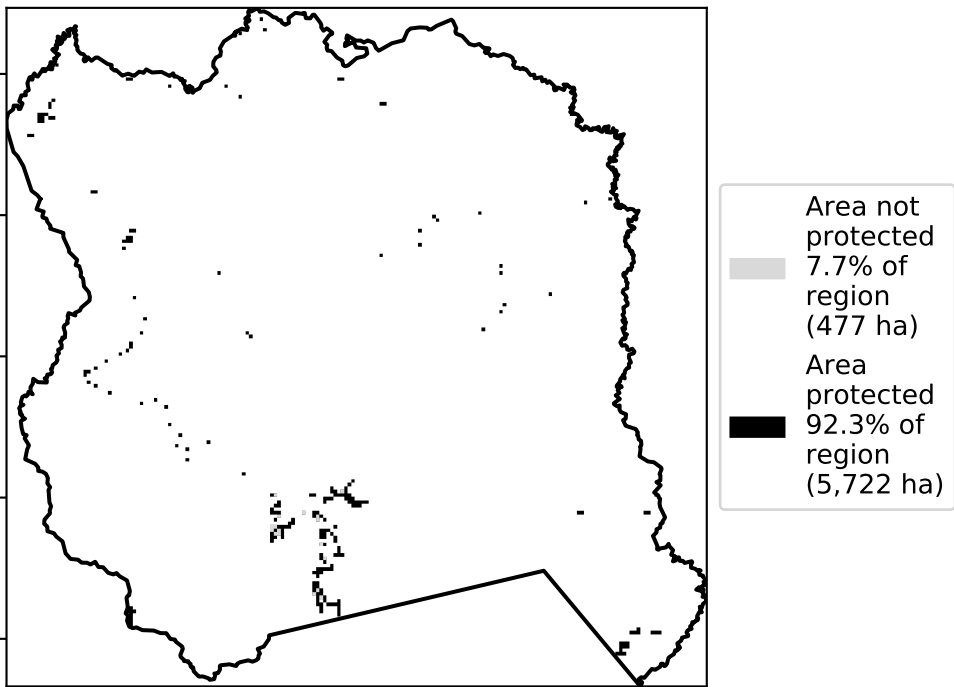 Area not
protected
7.7% of
region
(477 ha)
Area
protected
92.3% of
region
(5,722 ha)